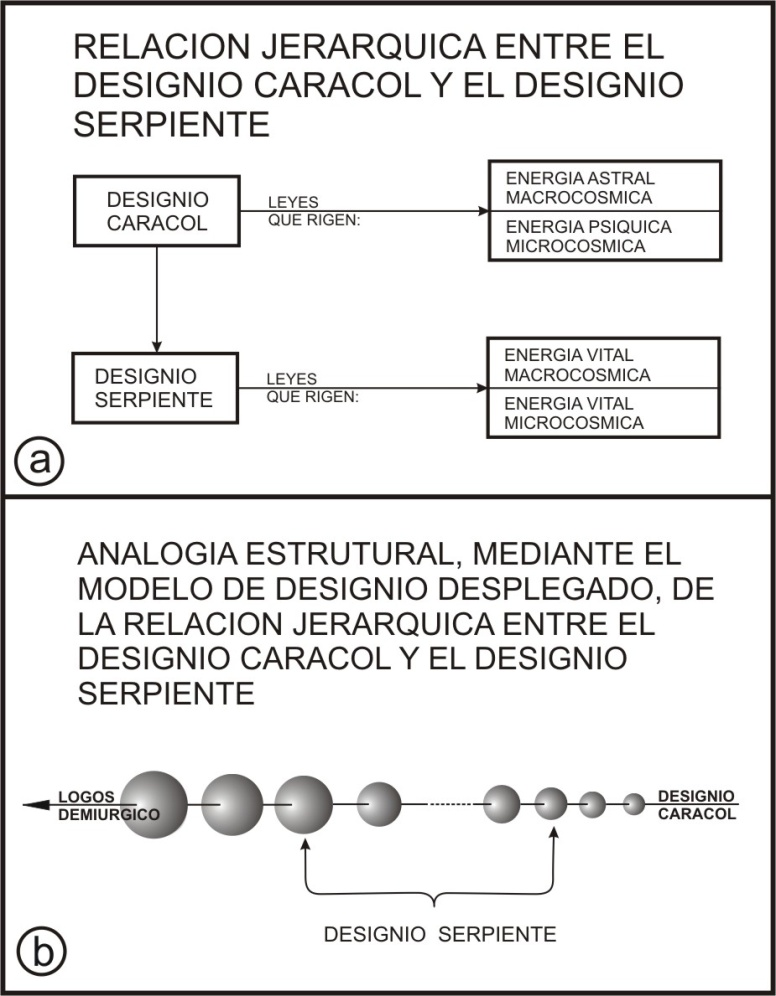 RELACION JERARQUICA ENTRE EL
DESIGNIO CARACOL Y EL DESIGNIO
SERPIENTE
DESIGNIO
CARACOL
LEYES
QUE RIGEN:
ENERGIA ASTRAL
MACROCOSMICA
ENERGIA PSIQUICA
MICROCOSMICA
DESIGNIO
SERPIENTE
LEYES
QUE RIGEN:
ENERGIA VITAL
MACROCOSMICA
ENERGIA VITAL
MICROCOSMICA
a
ANALOGIA ESTRUTURAL, MEDIANTE EL
MODELO DE DESIGNIO DESPLEGADO, DE
LA RELACION JERARQUICA ENTRE EL
DESIGNIO CARACOL Y EL DESIGNIO
SERPIENTE
LOGOS
DEMIURGICO
DESIGNIO
CARACOL
DESIGNIO SERPIENTE
b